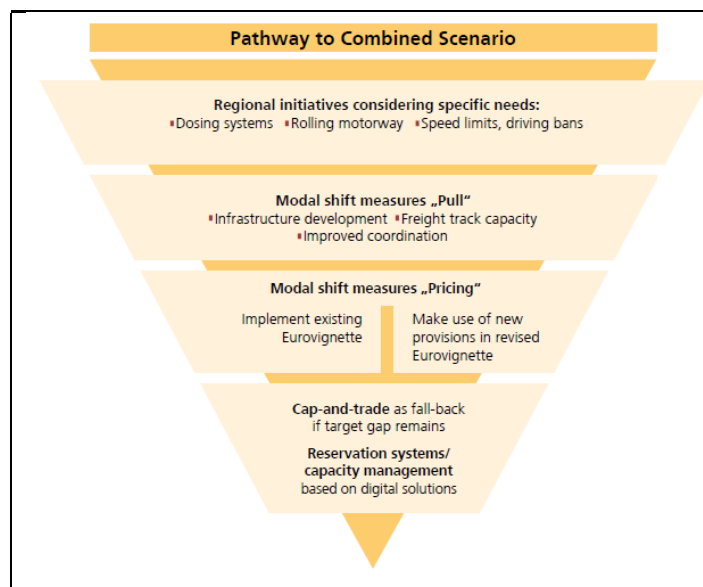 Pathway to Combined Scenario
Regional initiatives considering specific needs:
▪Dosing systems ▪Rolling motorway ▪Speed limits, driving bans
Modal shift measures „Pull“
▪Infrastructure development ▪Freight track capacity
▪Improved coordination
Modal shift measures „Pricing“
Implement existing
Eurovignette
Make use of new
provisions in revised
Eurovignette
Cap-and-trade as fall-back
if target gap remains
Reservation systems/
capacity management
based on digital solutions